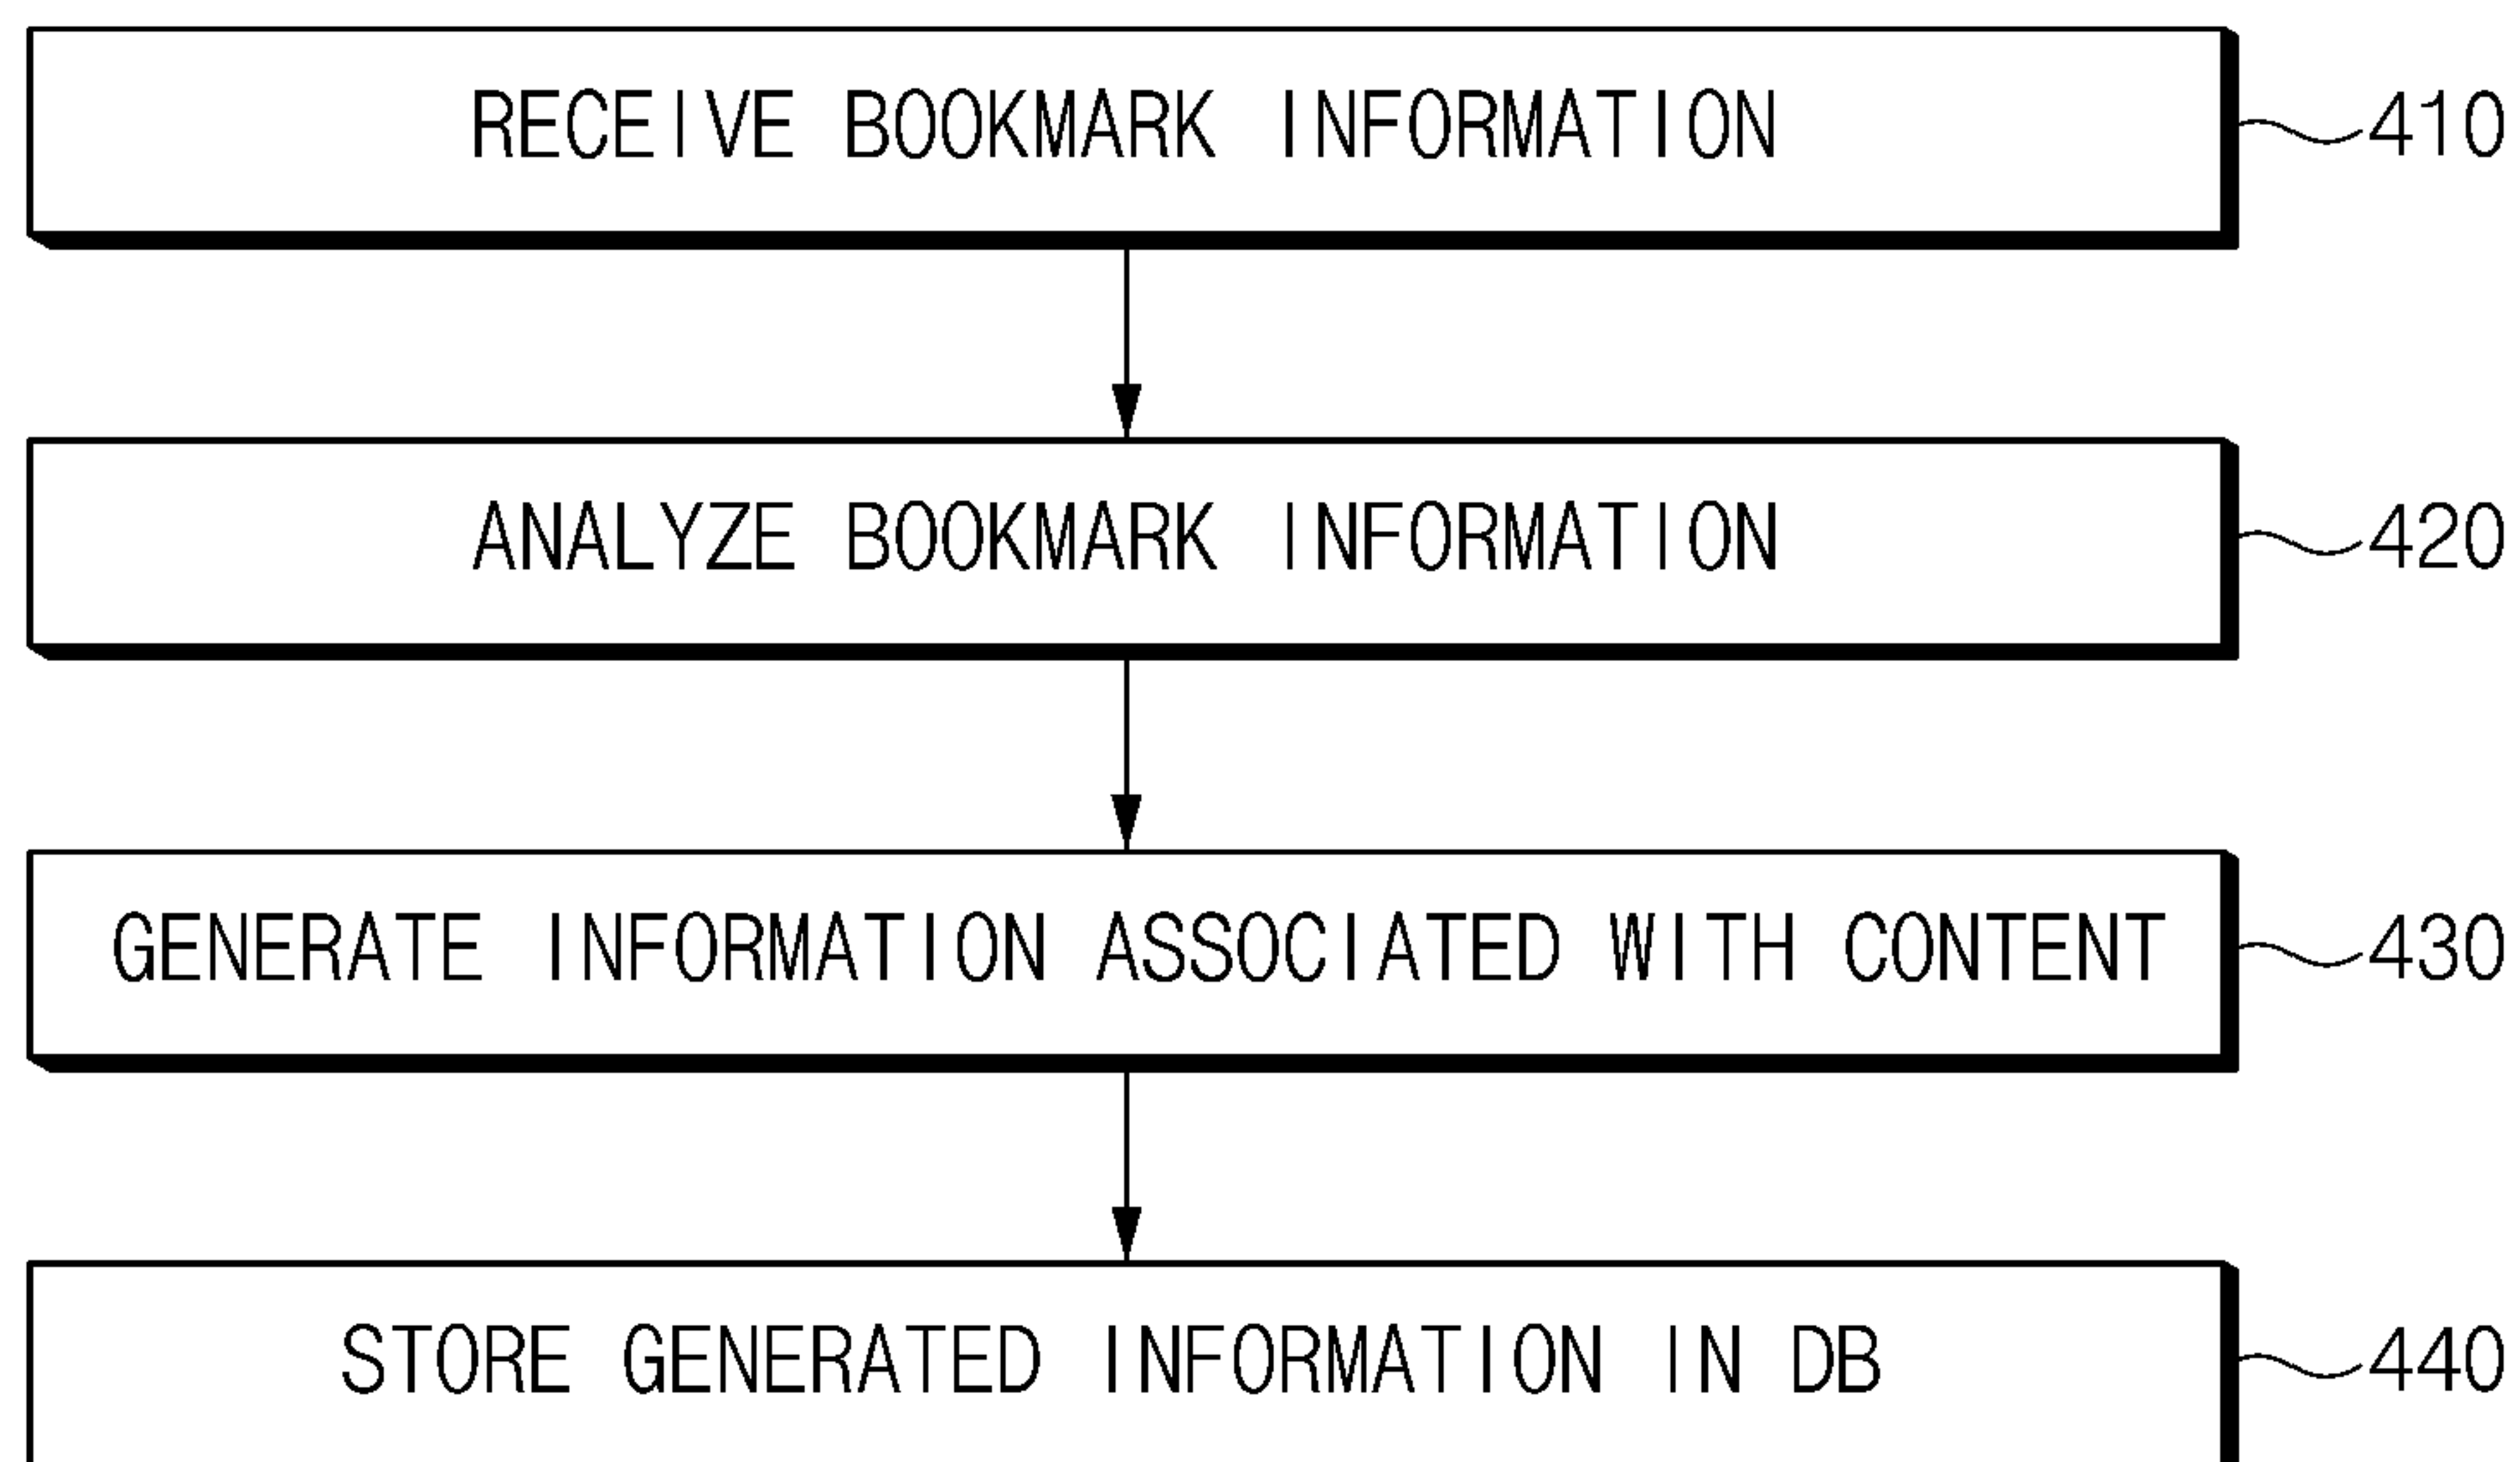 RECEIVE BOOKMARK INFORMATION 410
ANALYZE BOOKMARK INFORMATION 420
GENERATE INFORMATION ASSOCIATED WITH CONTENT 430
STORE GENERATED INFORMATION IN DB 440